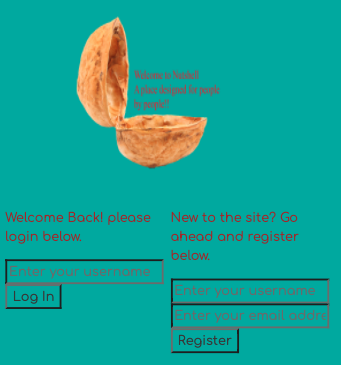 Welcome to Nutshell
A place designed for people
by people!!
Welcome Back! please
login below.
Enter your username
Log In
New to the site? Go
ahead and register
below.
Enter your username
Enter your email addre
Register